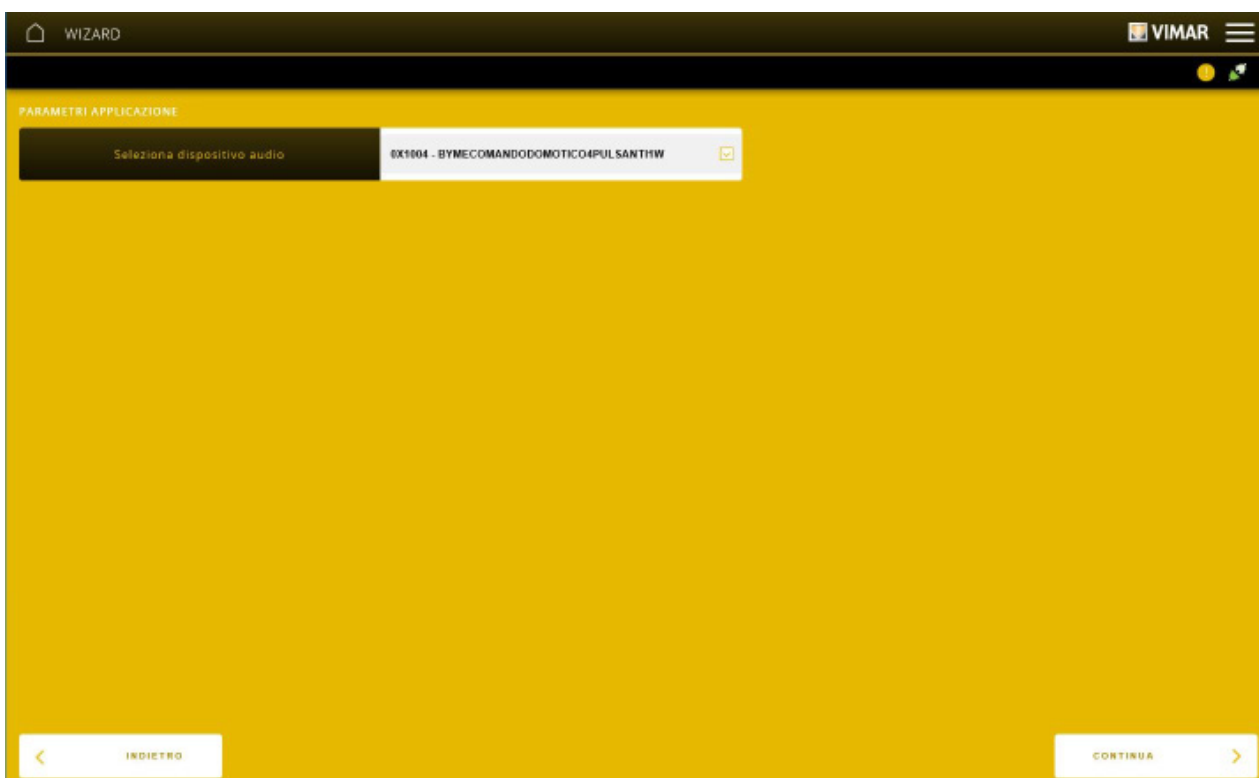 WIZARD
VIMAR
PARAMETRI APPLICAZIONE
Seleziona dispositivo audio
0X1004 - BYMECOMANDODOMOTICO4PULSANTI1W
INDIETRO
CONTINUA